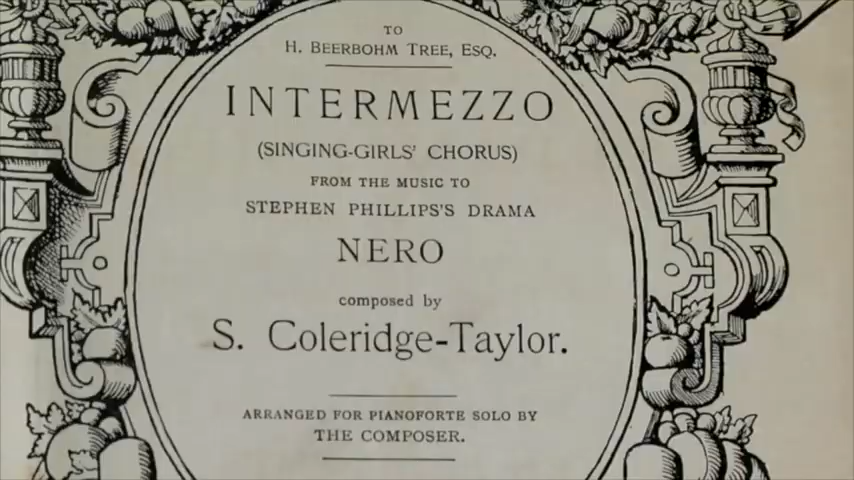 TO
H. BEERBOHM TREE, ESQ.
INTERMEZZO
(SINGING-GIRLS' CHORUS)
FROM THE MUSIC TO
STEPHEN PHILLIPS'S DRAMA
NERO
composed by
S. Coleridge-Taylor.
ARRANGED FOR PIANOFORTE SOLO BY
THE COMPOSER.